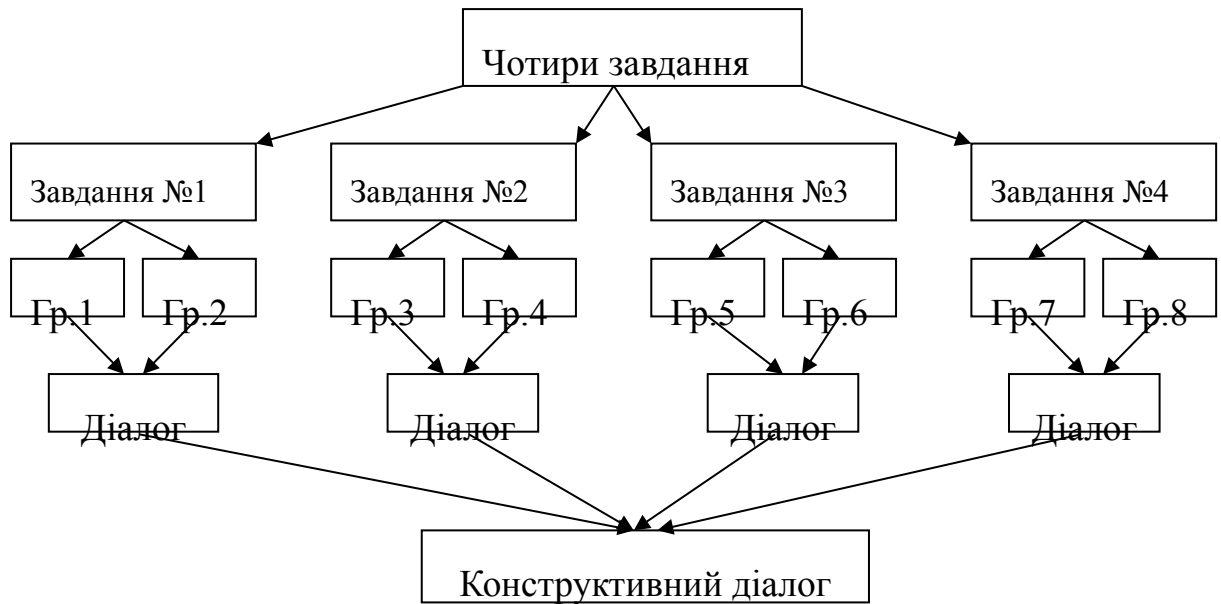 Чотири завдання
Завдання №1
Завдання №2
Завдання №3
Завдання №4
Гр.1
Гр.2
Гр.3
Гр.4
Гр.5
Гр.6
Гр.7
Гр.8
Діалог
Діалог
Діалог
Діалог
Конструктивний діалог